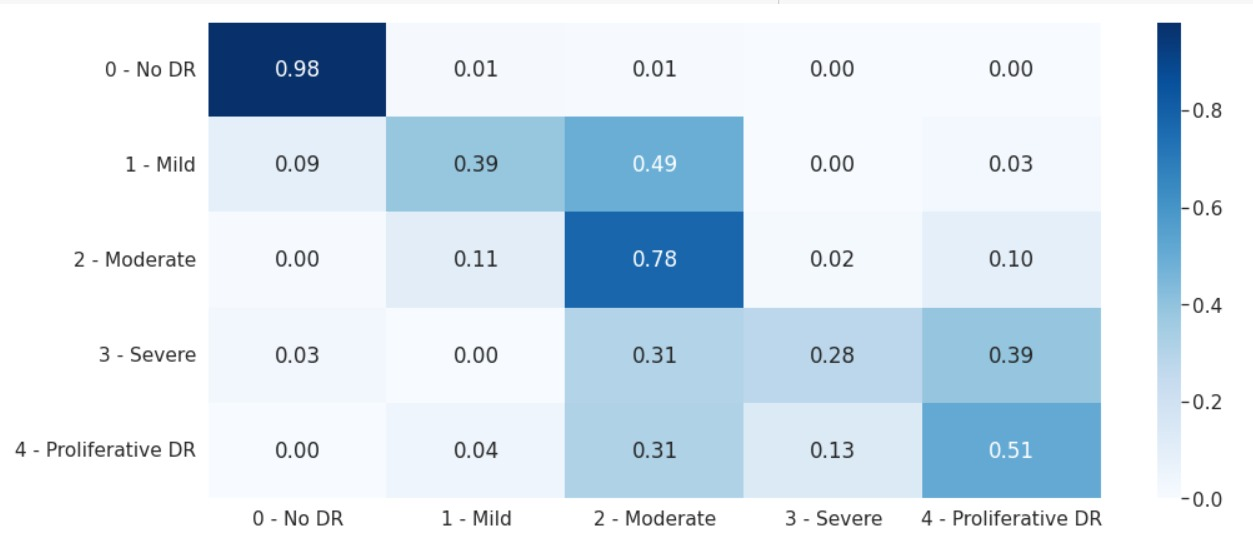 0 - No DR 0.98 0.01 0.01 0.00 0.00
0.8
1 - Mild 0.09 0.39 0.49 0.00 0.03
0.6
2 - Moderate 0.00 0.11 0.78 0.02 0.10
0.4
3 - Severe 0.03 0.00 0.31 0.28 0.39
0.2
4 - Proliferative DR 0.00 0.04 0.31 0.13 0.51
0.0
0 - No DR 1 - Mild 2 - Moderate 3 - Severe 4 - Proliferative DR